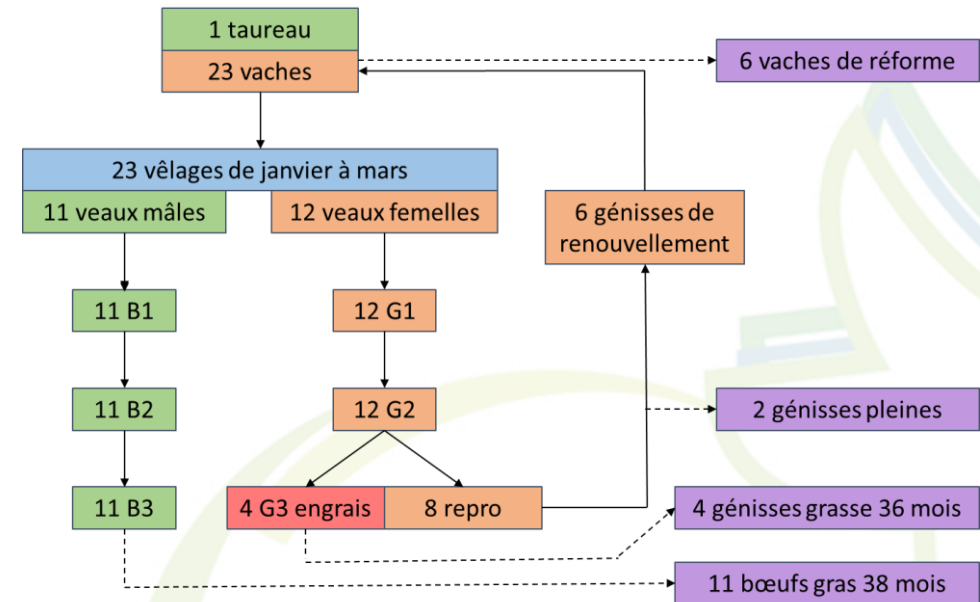 1 taureau
23 vaches
6 vaches de réforme
23 vêlages de janvier à mars
11 veaux mâles
12 veaux femelles
6 génisses de
renouvellement
11 B1
12 G1
11 B2
12 G2
2 génisses pleines
11 B3
4 G3 engrais
8 repro
4 génisses grasse 36 mois
11 bœufs gras 38 mois